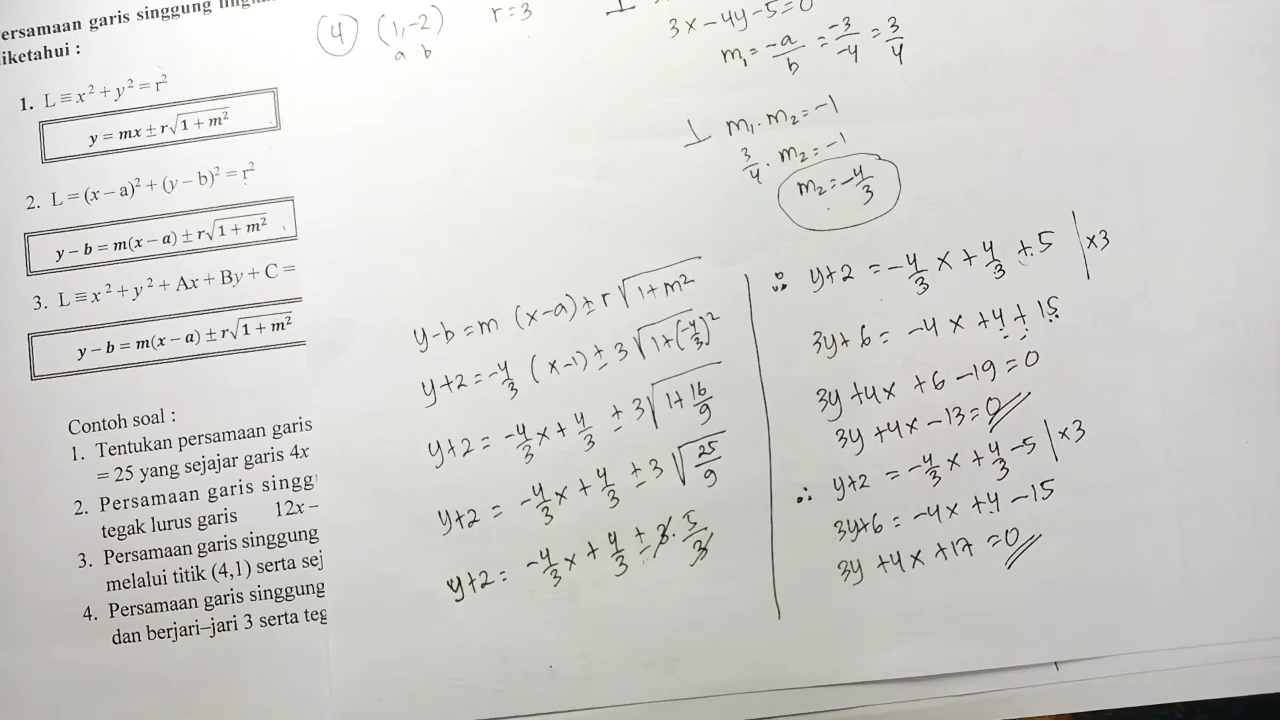 ersamaan garis singgung
iketahui :
1. L ≡ x² + y² = r²
y = mx ± r√1 + m²
2. L = (x – a)² + (y – b)² = r²
y – b = m(x – a) ± r√1 + m²
3. L ≡ x² + y² + Ax + By + C =
y – b = m(x – a) ± r√1 + m²
Contoh soal :
1. Tentukan persamaan garis
= 25 yang sejajar garis 4x
2. Persamaan garis singg
tegak lurus garis 12x –
3. Persamaan garis singgung
melalui titik (4,1) serta sej
4. Persamaan garis singgung
dan berjari–jari 3 serta teg
4 (1,-2) r = 3
a b
⊥
3x - 4y - 5 = 0
m₁ = -a/b = -3/-4 = 3/4
⊥ m₁ . m₂ = -1
3/4 . m₂ = -1
m₂ = -4/3
y-b = m (x-a) ± r√1+m²
y+2 = -4/3 (x-1) ± 3√1+(-4/3)²
y+2 = -4/3x + 4/3 ± 3√1+16/9
y+2 = -4/3x + 4/3 ± 3√25/9
y+2 = -4/3x + 4/3 ± 3 . 5/3
∴ y+2 = -4/3 x + 4/3 + 5 | ×3
3y + 6 = -4x + 4 + 15
3y + 4x + 6 - 19 = 0
3y + 4x - 13 = 0
∴ y+2 = -4/3 x + 4/3 - 5 | ×3
3y+6 = -4x + 4 - 15
3y + 4x + 17 = 0